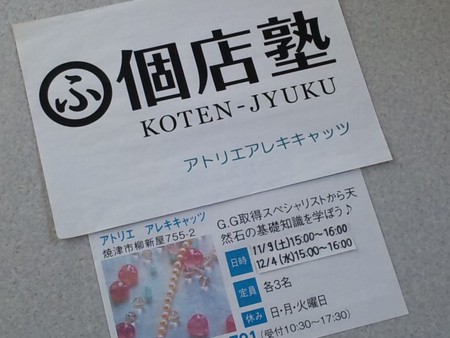 ふ個店塾
KOTEN-JYUKU
アトリエアレキキャッツ
アトリエ アレキキャッツ
焼津市柳新屋755-2
G.G取得スペシャリストから天
然石の基礎知識を学ぼう♪
日時 11/9(土)15:00〜16:00
12/4(水)15:00〜16:00
定員 各3名
休み 日・月・火曜日
(受付10:30〜17:30)